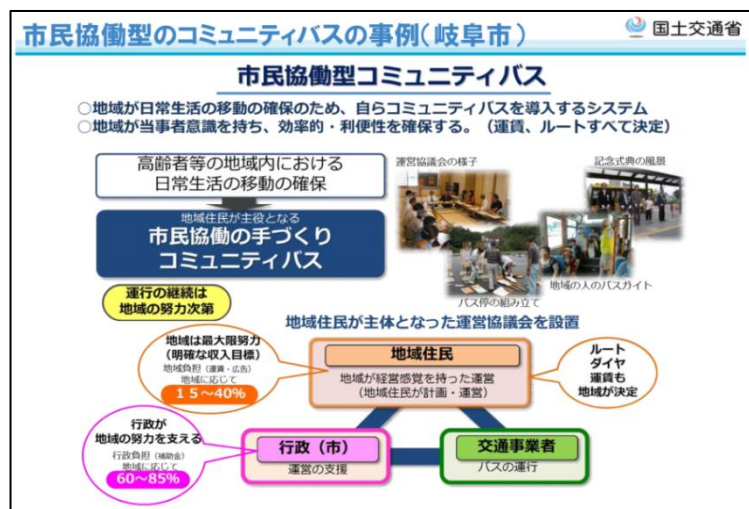 市民協働型のコミュニティバスの事例（岐阜市）
国土交通省
市民協働型コミュニティバス
○地域が日常生活の移動の確保のため、自らコミュニティバスを導入するシステム
○地域が当事者意識を持ち、効率的・利便性を確保する。（運賃、ルートすべて決定）
高齢者等の地域内における
日常生活の移動の確保
地域住民が主役となる
市民協働の手づくり
コミュニティバス
運営協議会の様子
記念式典の風景
バス停の組み立て
地域の人のバスガイド
運行の継続は
地域の努力次第
地域住民が主体となった運営協議会を設置
地域は最大限努力
（明確な収入目標）
地域負担（運賃・広告）
地域に応じて
１５～40%
地域住民
地域が経営感覚を持った運営
（地域住民が計画・運営）
ルート
ダイヤ
運賃も
地域が決定
行政が
地域の努力を支える
行政負担（補助金）
地域に応じて
60～85%
行政（市）
運営の支援
交通事業者
バスの運行